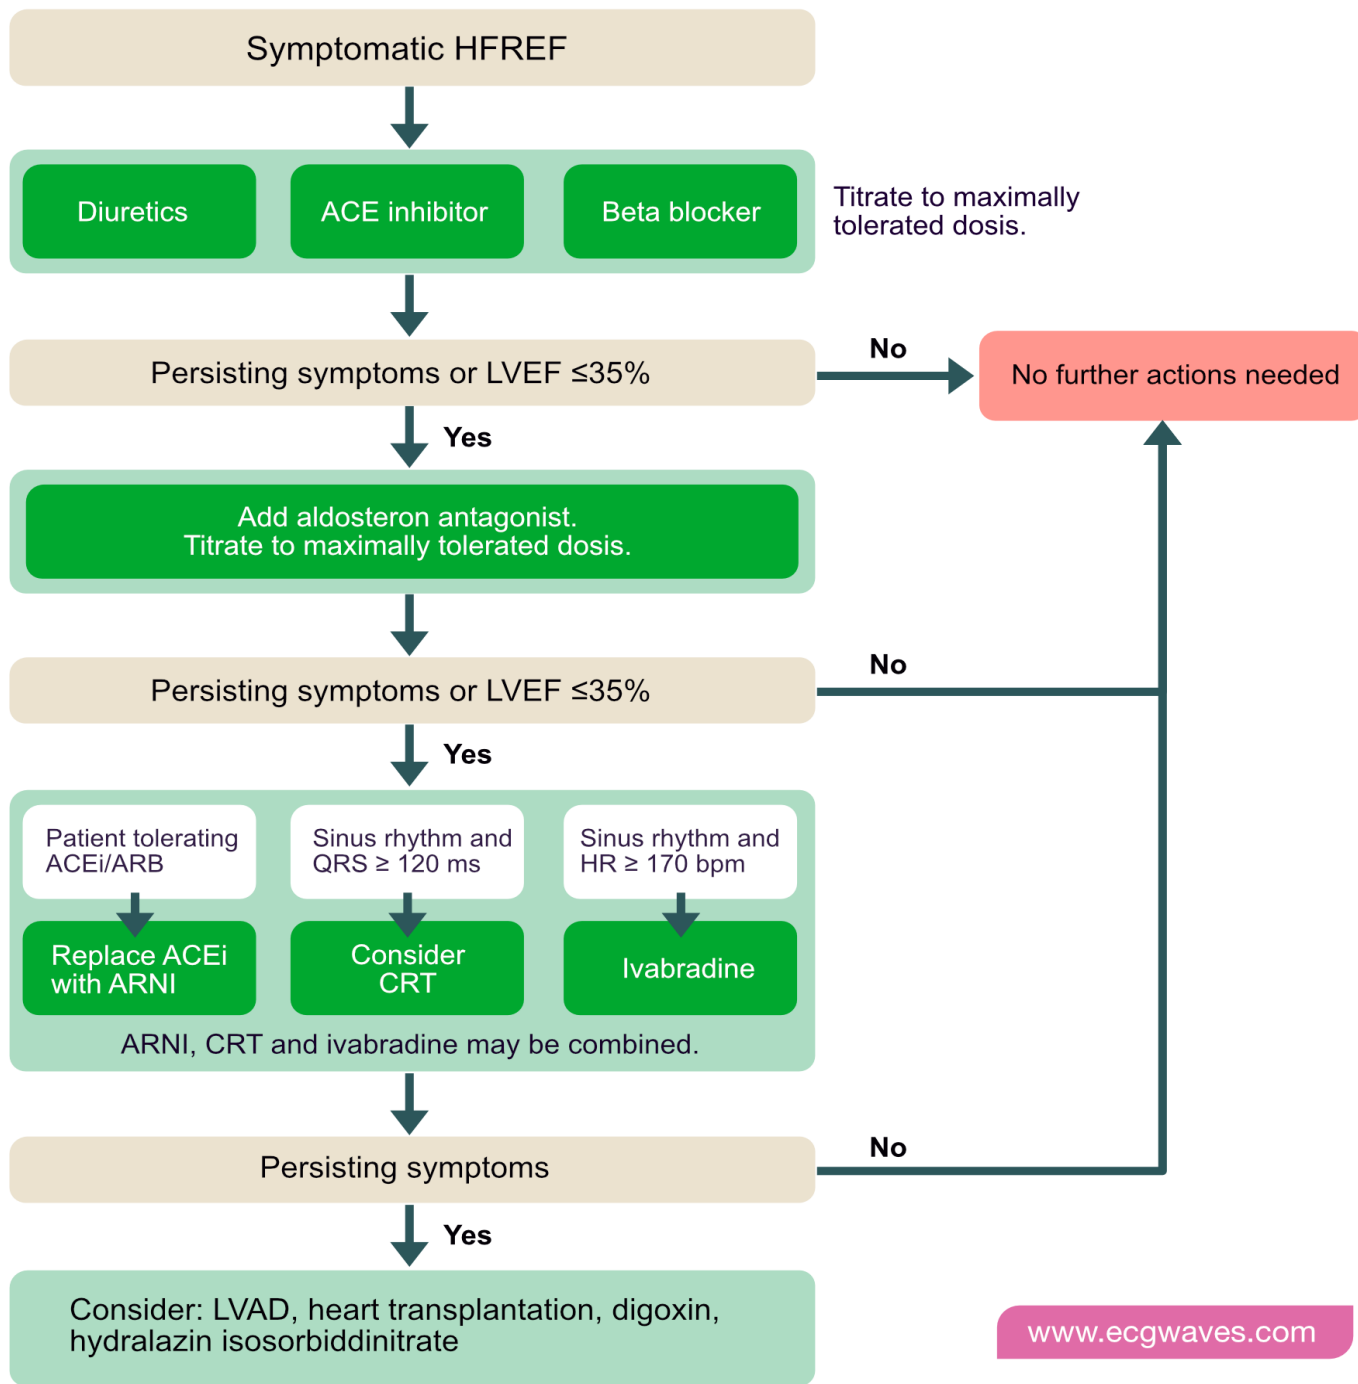 Symptomatic HFREF
Diuretics
ACE inhibitor
Beta blocker
Titrate to maximally
tolerated dosis.
Persisting symptoms or LVEF ≤35%
No
No further actions needed
Yes
Add aldosteron antagonist.
Titrate to maximally tolerated dosis.
Persisting symptoms or LVEF ≤35%
No
Yes
Patient tolerating
ACEi/ARB
Sinus rhythm and
QRS ≥ 120 ms
Sinus rhythm and
HR ≥ 170 bpm
Replace ACEi
with ARNI
Consider
CRT
Ivabradine
ARNI, CRT and ivabradine may be combined.
Persisting symptoms
No
Yes
Consider: LVAD, heart transplantation, digoxin,
hydralazin isosorbiddinitrate
www.ecgwaves.com